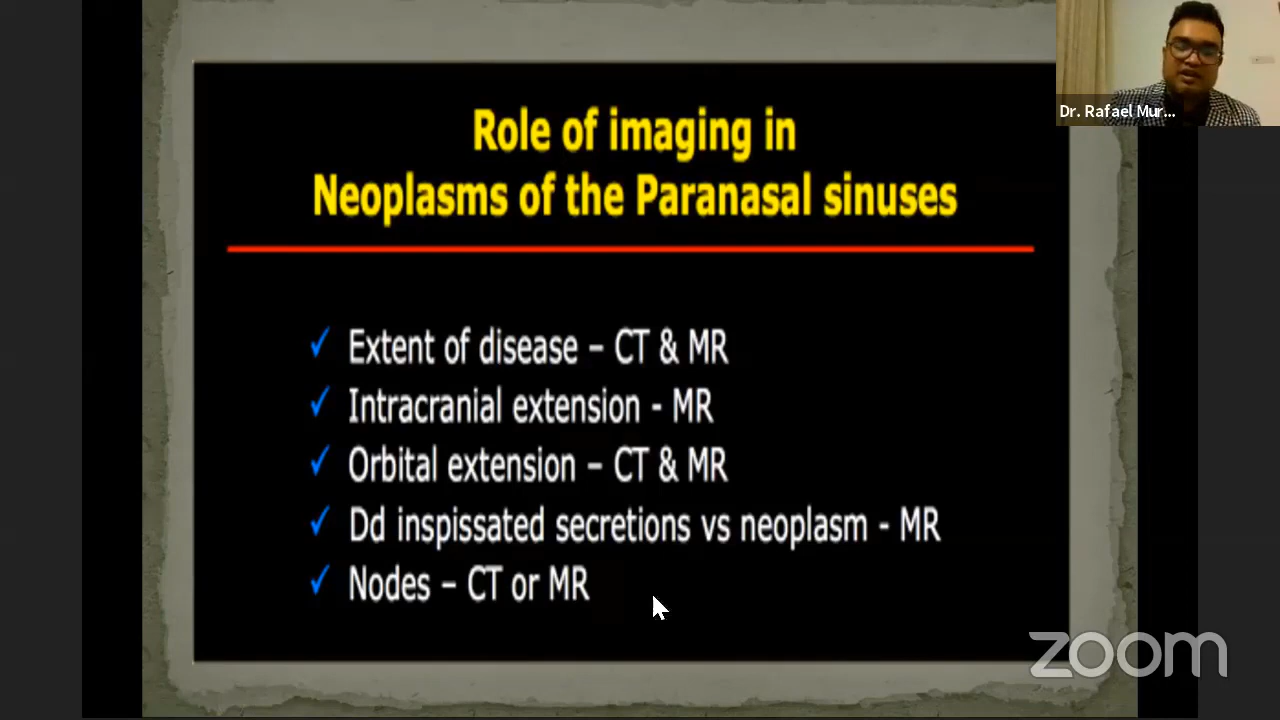 Role of imaging in
Neoplasms of the Paranasal sinuses
✓ Extent of disease – CT & MR
✓ Intracranial extension - MR
✓ Orbital extension – CT & MR
✓ Dd inspissated secretions vs neoplasm - MR
✓ Nodes – CT or MR
Dr. Rafael Mur...
zoom